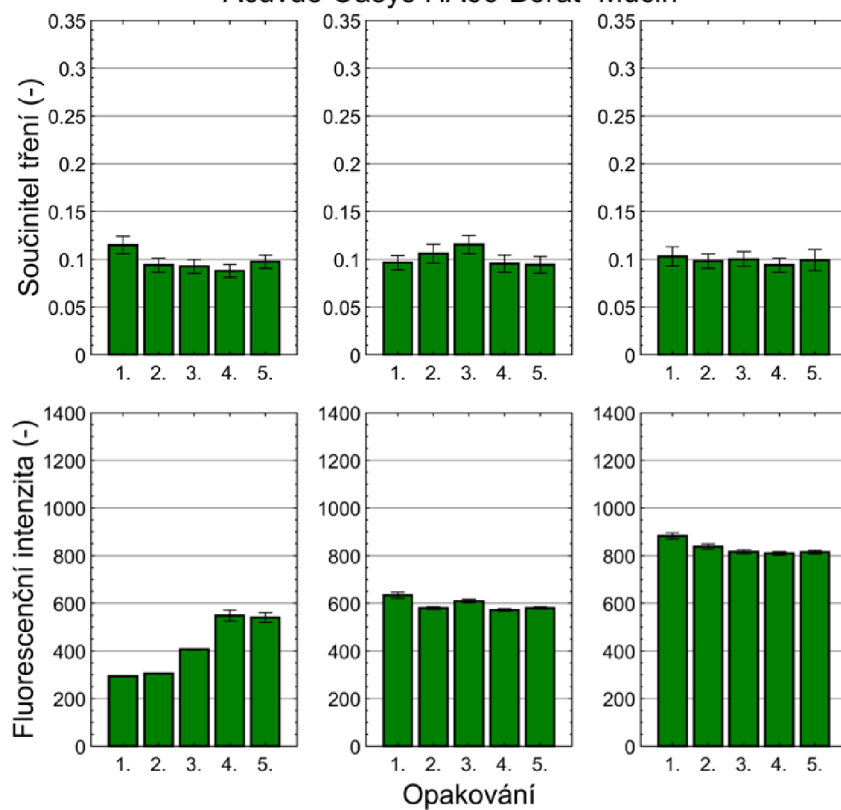 Acuvue Oasys Mucin
Součinitel tření (-)
0.35 0.35 0.35
0.3 0.3 0.3
0.25 0.25 0.25
0.2 0.2 0.2
0.15 0.15 0.15
0.1 0.1 0.1
0.05 0.05 0.05
0 0 0
1. 2. 3. 4. 5. 1. 2. 3. 4. 5. 1. 2. 3. 4. 5.
Fluorescenční intenzita (-)
1400 1400 1400
1200 1200 1200
1000 1000 1000
800 800 800
600 600 600
400 400 400
200 200 200
0 0 0
1. 2. 3. 4. 5. 1. 2. 3. 4. 5. 1. 2. 3. 4. 5.
Opakování